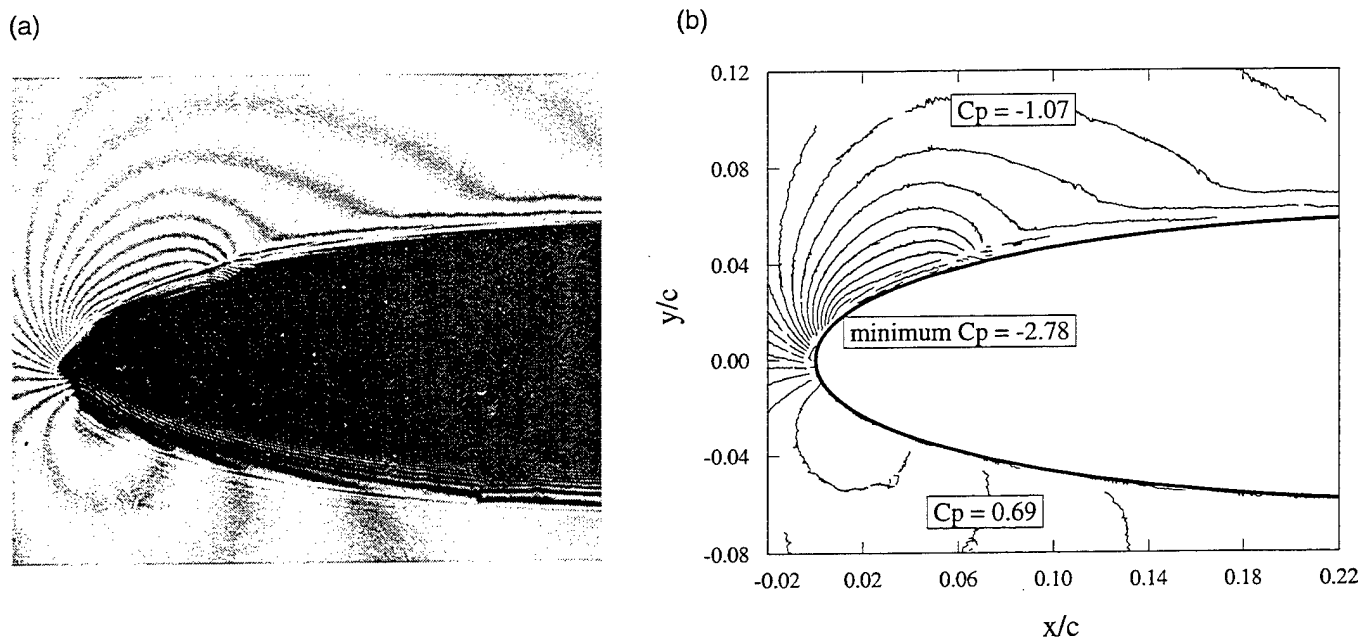 (a)
(b)
0.12
0.08
0.04
0.00
-0.04
-0.08
y/c
Cp = -1.07
minimum Cp = -2.78
Cp = 0.69
-0.02 0.02 0.06 0.10 0.14 0.18 0.22
x/c